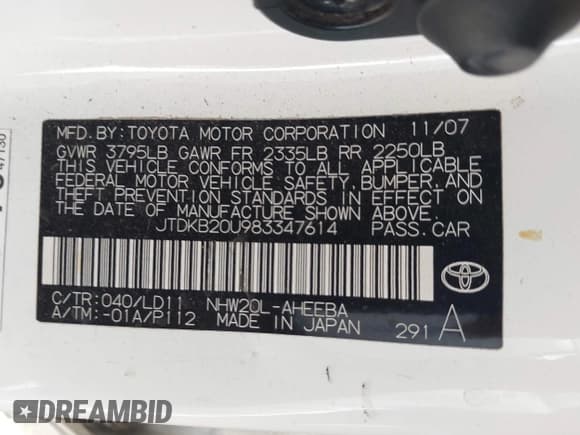 MFD.BY:TOYOTA MOTOR CORPORATION 11/07
GVWR 3795LB GAWR FR 2335LB RR 2250LB
THIS VEHICLE CONFORMS TO ALL APPLICABLE
FEDERAL MOTOR VEHICLE SAFETY,BUMPER,AND
THEFT PREVENTION STANDARDS IN EFFECT ON
THE DATE OF MANUFACTURE SHOWN ABOVE.
JTDKB20U983347614 PASS.CAR
C/TR:040/LD11 NHW20L-AHEEBA
A/TM:-01A/P112 MADE IN JAPAN 291 A
47130
DREAMBID